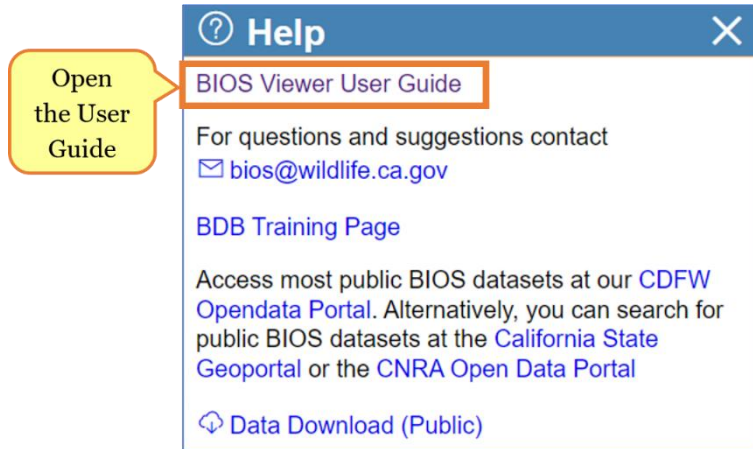 Help
Open
the User
Guide
BIOS Viewer User Guide
For questions and suggestions contact
bios@wildlife.ca.gov
BDB Training Page
Access most public BIOS datasets at our CDFW
Opendata Portal. Alternatively, you can search for
public BIOS datasets at the California State
Geoportal or the CNRA Open Data Portal
Data Download (Public)